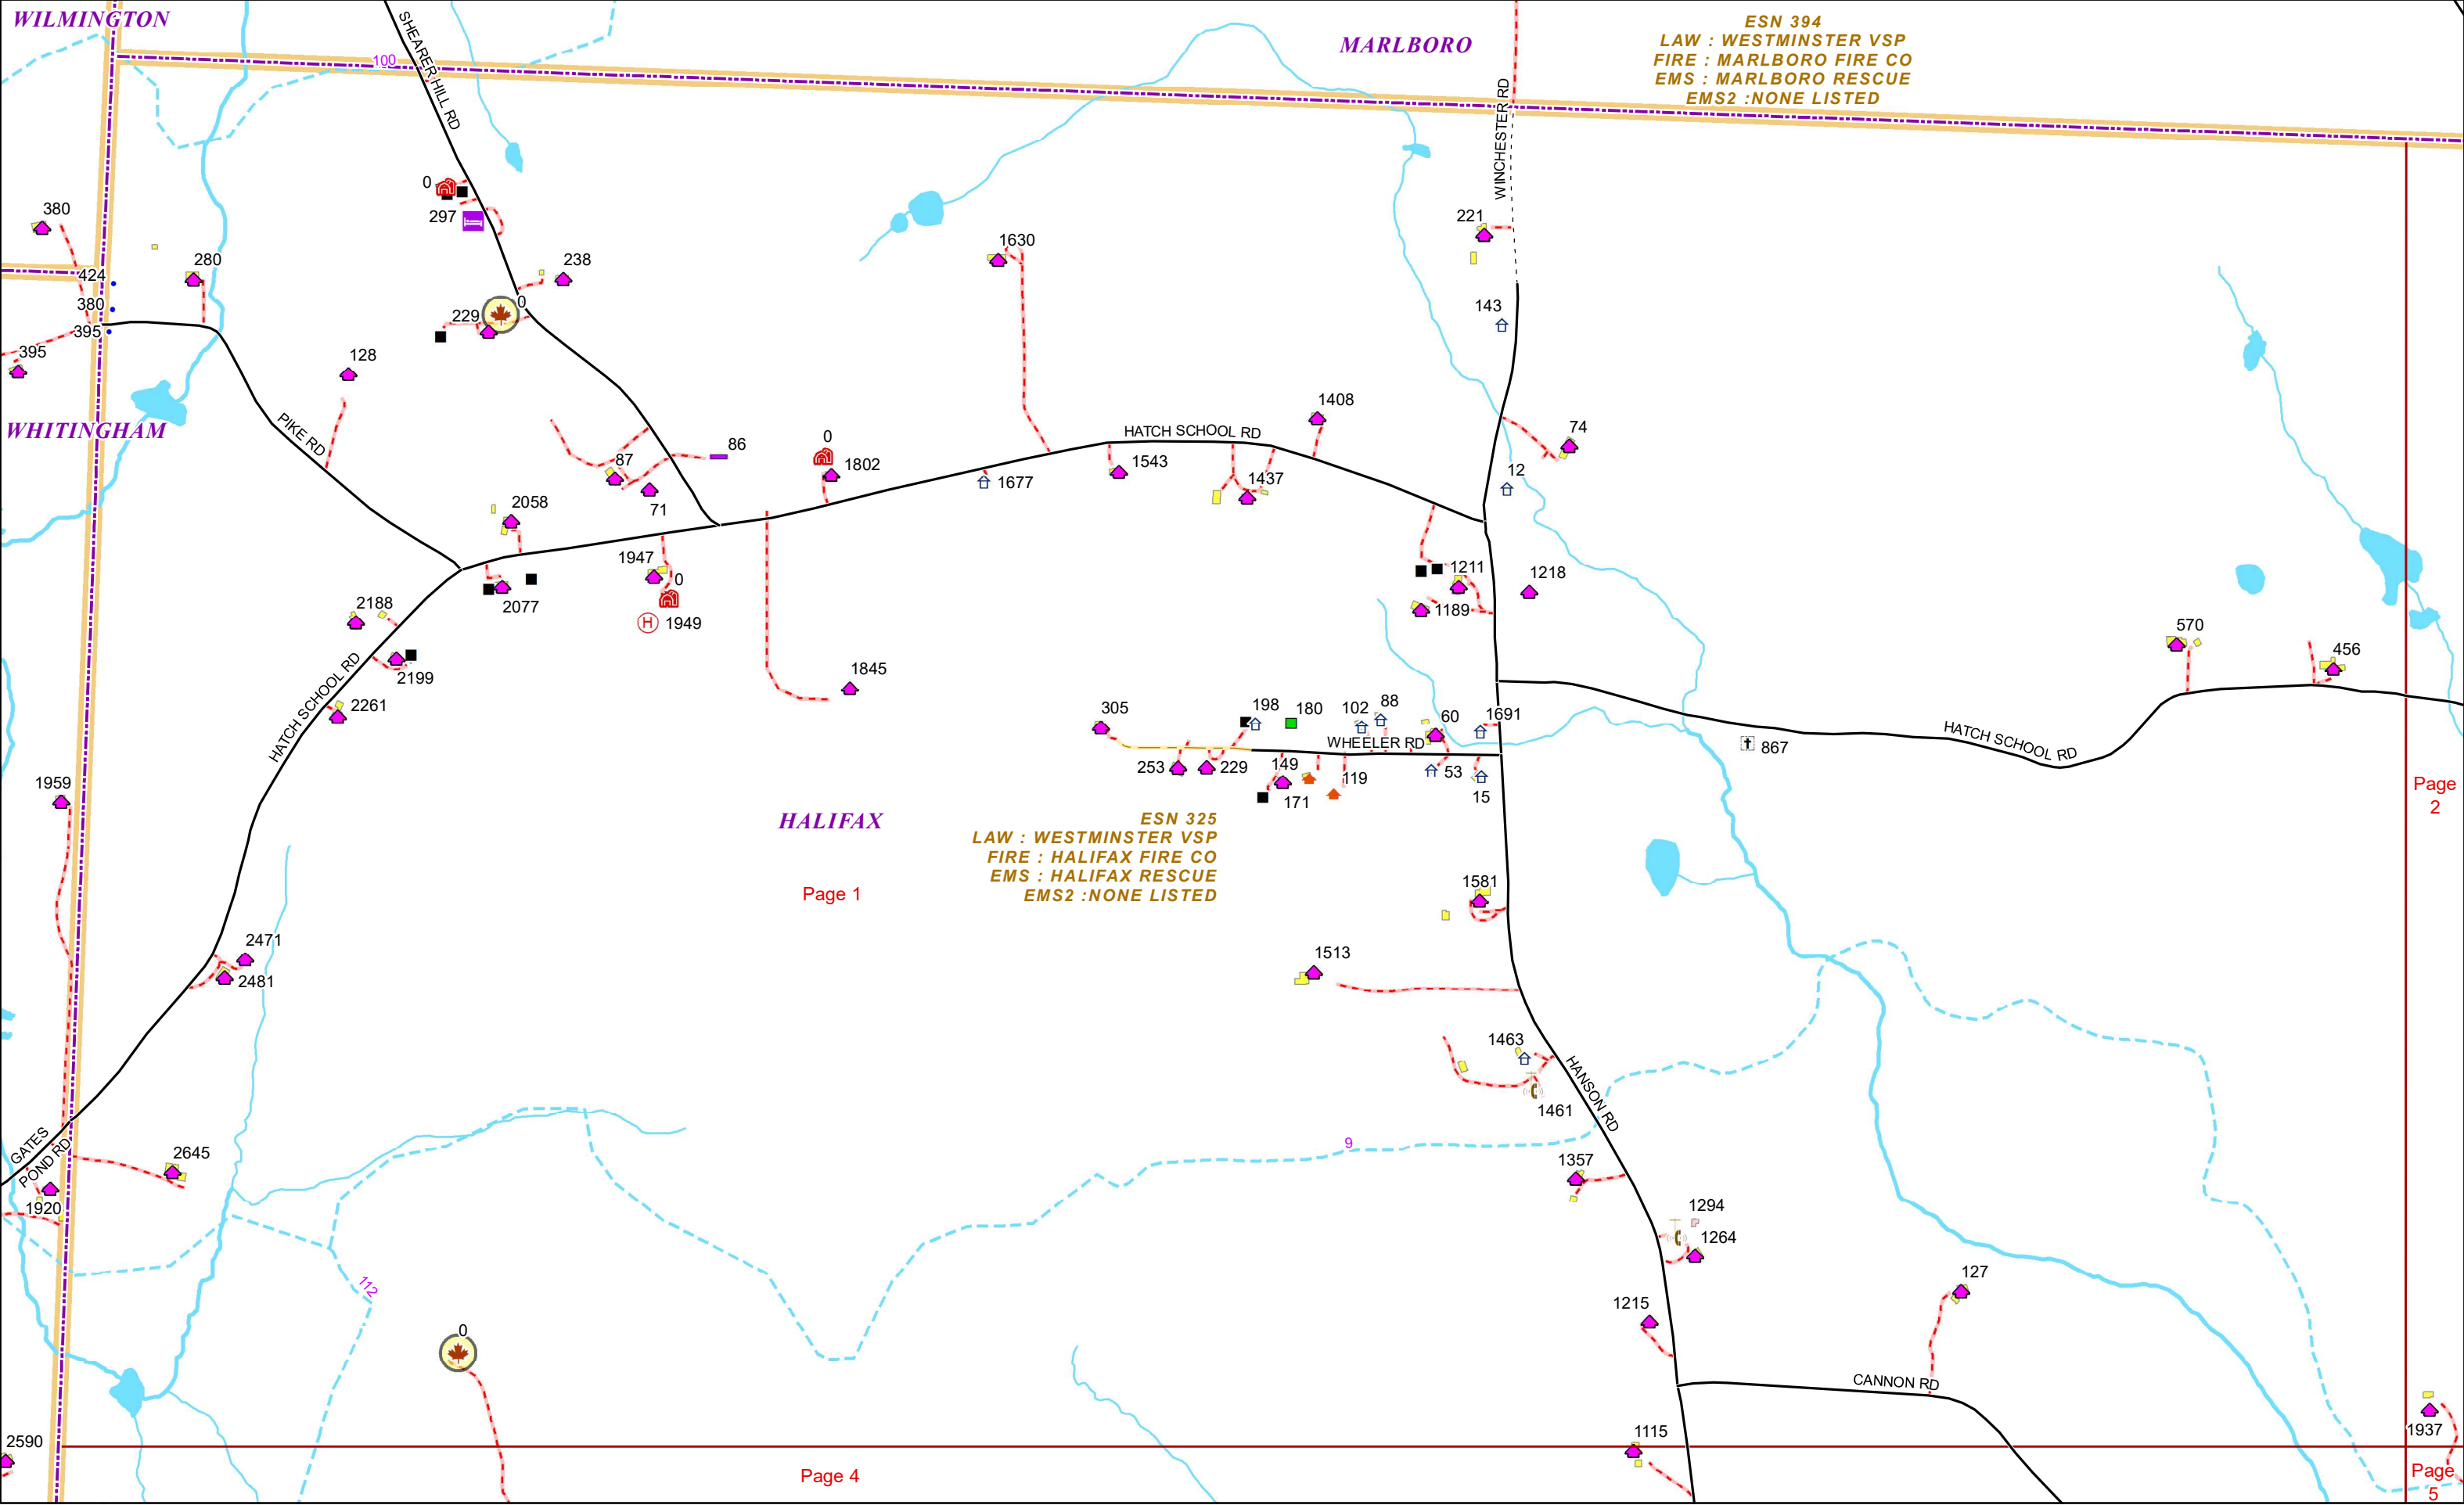 WILMINGTON
MARLBORO
ESN 394
LAW : WESTMINSTER VSP
FIRE : MARLBORO FIRE CO
EMS : MARLBORO RESCUE
EMS2 :NONE LISTED
100
SHEARER HILL RD
WINCHESTER RD
0
297
380
221
280
238
1630
424
380
0
229
395
143
395
128
1408
PIKE RD
WHITINGHAM
HATCH SCHOOL RD
74
0
86
87
1802
1543
12
1437
1677
71
2058
1947
0
1211
1218
2077
2188
1949
1189
570
456
2199
1845
HATCH SCHOOL RD
2261
305
198
180
102
88
60
1691
WHEELER RD
867
HATCH SCHOOL RD
253
229
149
53
119
15
171
Page
2
1959
HALIFAX
ESN 325
LAW : WESTMINSTER VSP
FIRE : HALIFAX FIRE CO
EMS : HALIFAX RESCUE
EMS2 :NONE LISTED
Page 1
1581
2471
1513
2481
1463
HANSON RD
1461
GATES
POND RD
9
2645
1357
1920
1294
1264
127
112
1215
0
CANNON RD
1937
1115
2590
Page 4
Page
5